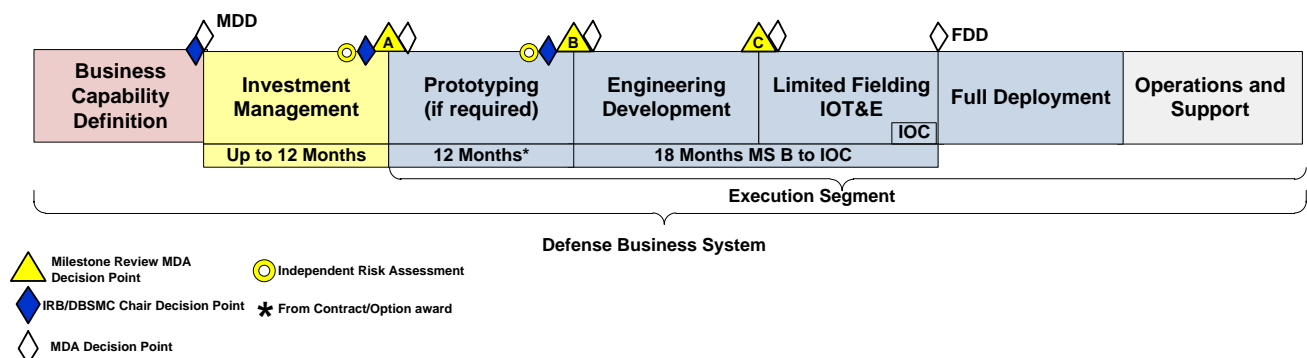 MDD
A
B
C
FDD
Business
Capability
Definition
Investment
Management
Prototyping
(if required)
Engineering
Development
Limited Fielding
IOT&E
IOC
Full Deployment
Operations and
Support
Up to 12 Months
12 Months*
18 Months MS B to IOC
Execution Segment
Defense Business System
Milestone Review MDA
Decision Point
Independent Risk Assessment
IRB/DBSMC Chair Decision Point
* From Contract/Option award
MDA Decision Point